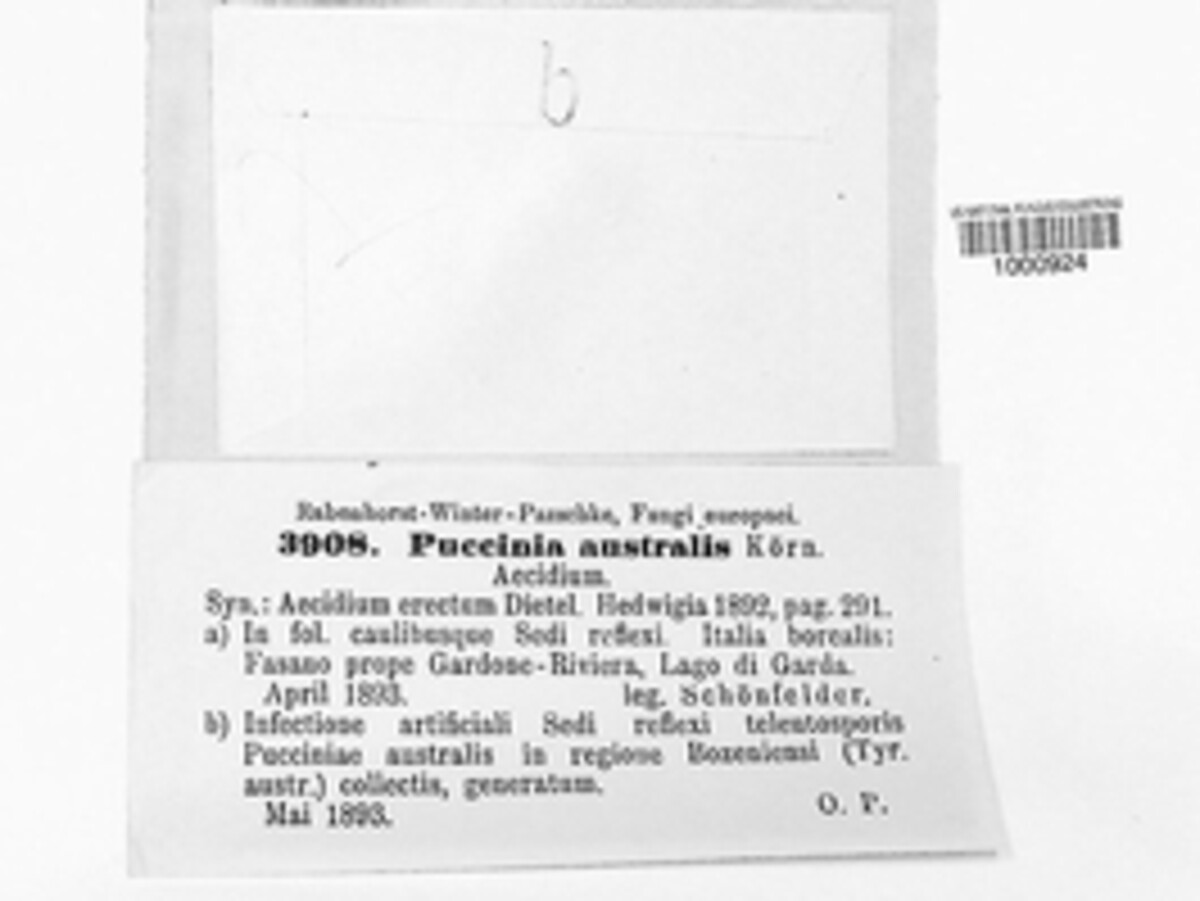 b
1000924
Rabenhorst-Winter-Pazschke, Fungi europaei.
3908. Puccinia australis Körn.
Aecidium.
Syn.: Aecidium erectum Dietel. Hedwigia 1892, pag. 291.
a) In fol. caulibusque Sedi reflexi. Italia borealis:
Fasano prope Gardone-Riviera, Lago di Garda.
April 1893. leg. Schönfelder.
b) Infectione artificiali Sedi reflexi teleutosporis
Pucciniae australis in regione Bozeniensi (Tyr.
austr.) collectis, generatum.
Mai 1893. O. P.